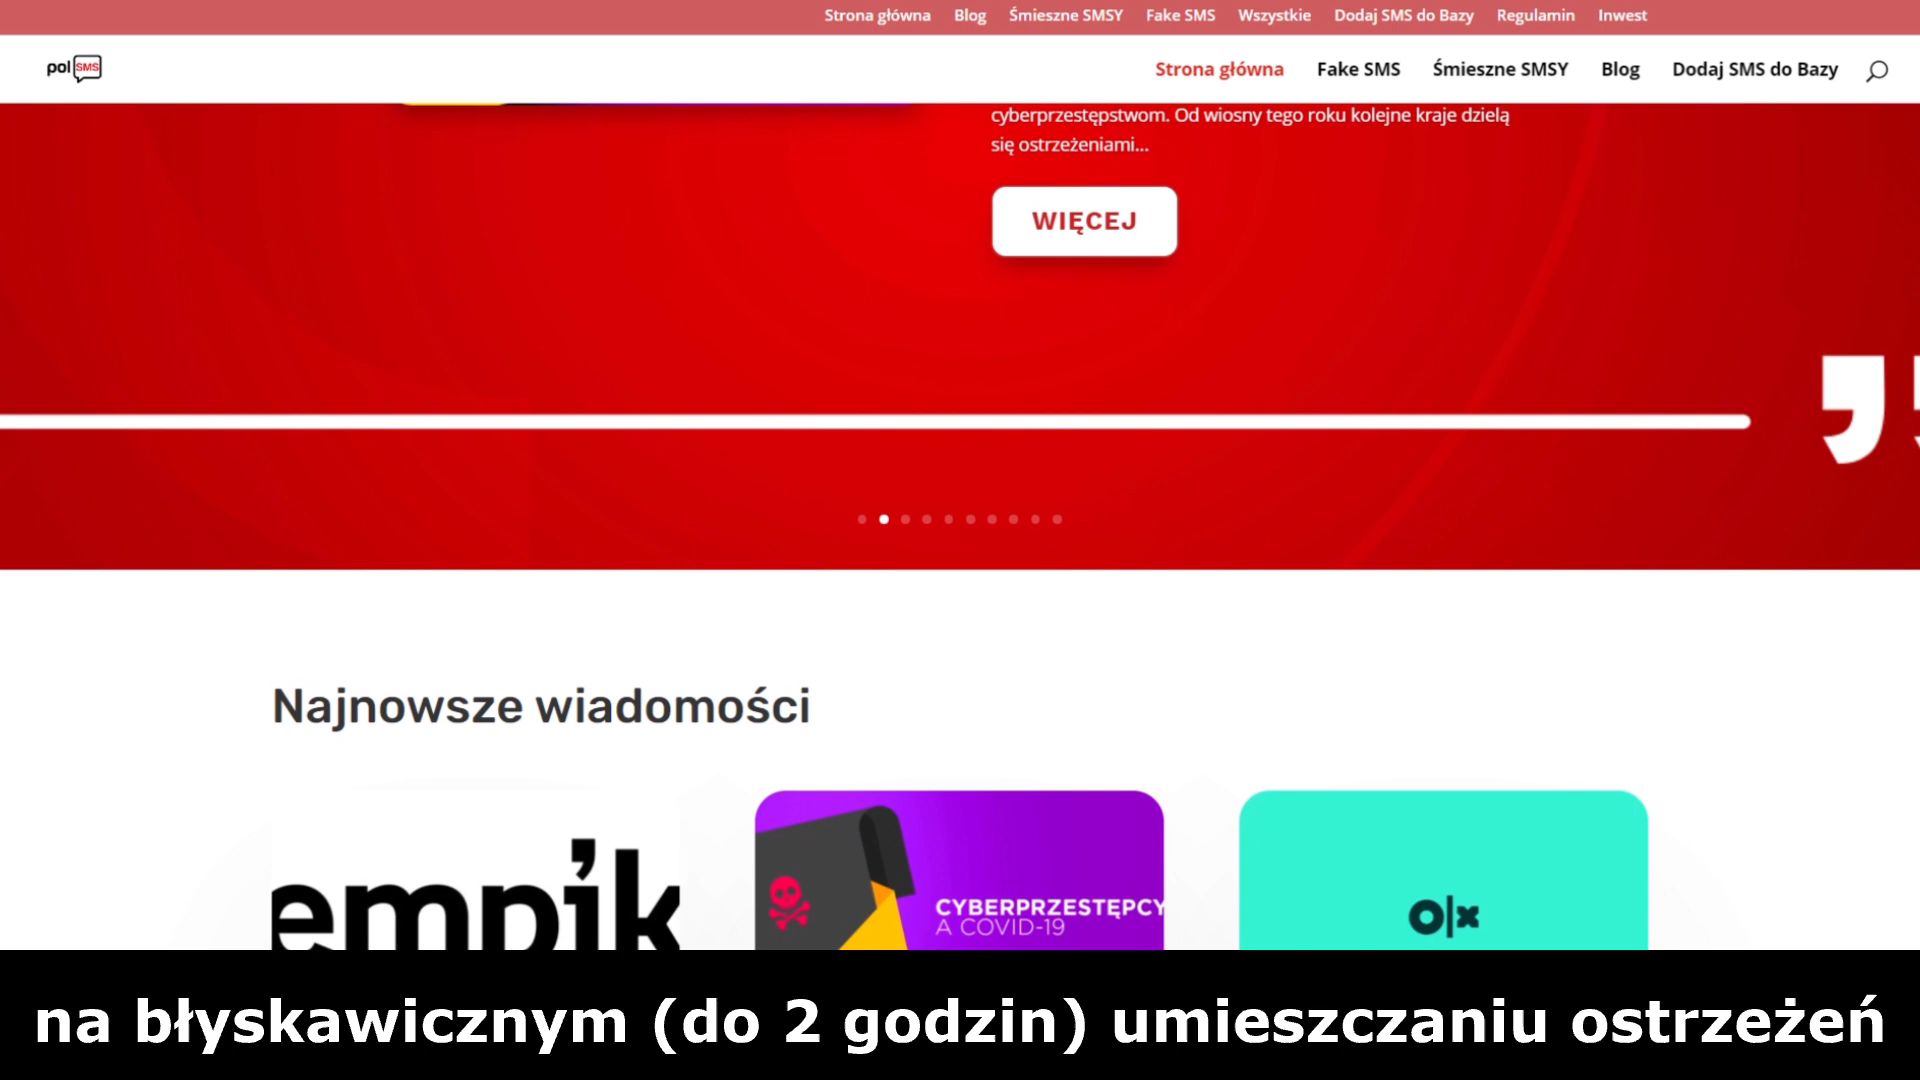 Strona główna Blog Śmieszne SMSY Fake SMS Wszystkie Dodaj SMS do Bazy Regulamin Inwest
pol SMS
Strona główna Fake SMS Śmieszne SMSY Blog Dodaj SMS do Bazy
cyberprzestępstwom. Od wiosny tego roku kolejne kraje dzielą
się ostrzeżeniami...
WIĘCEJ
Najnowsze wiadomości
empik
CYBERPRZESTĘPCY
A COVID-19
olx
na błyskawicznym (do 2 godzin) umieszczaniu ostrzeżeń